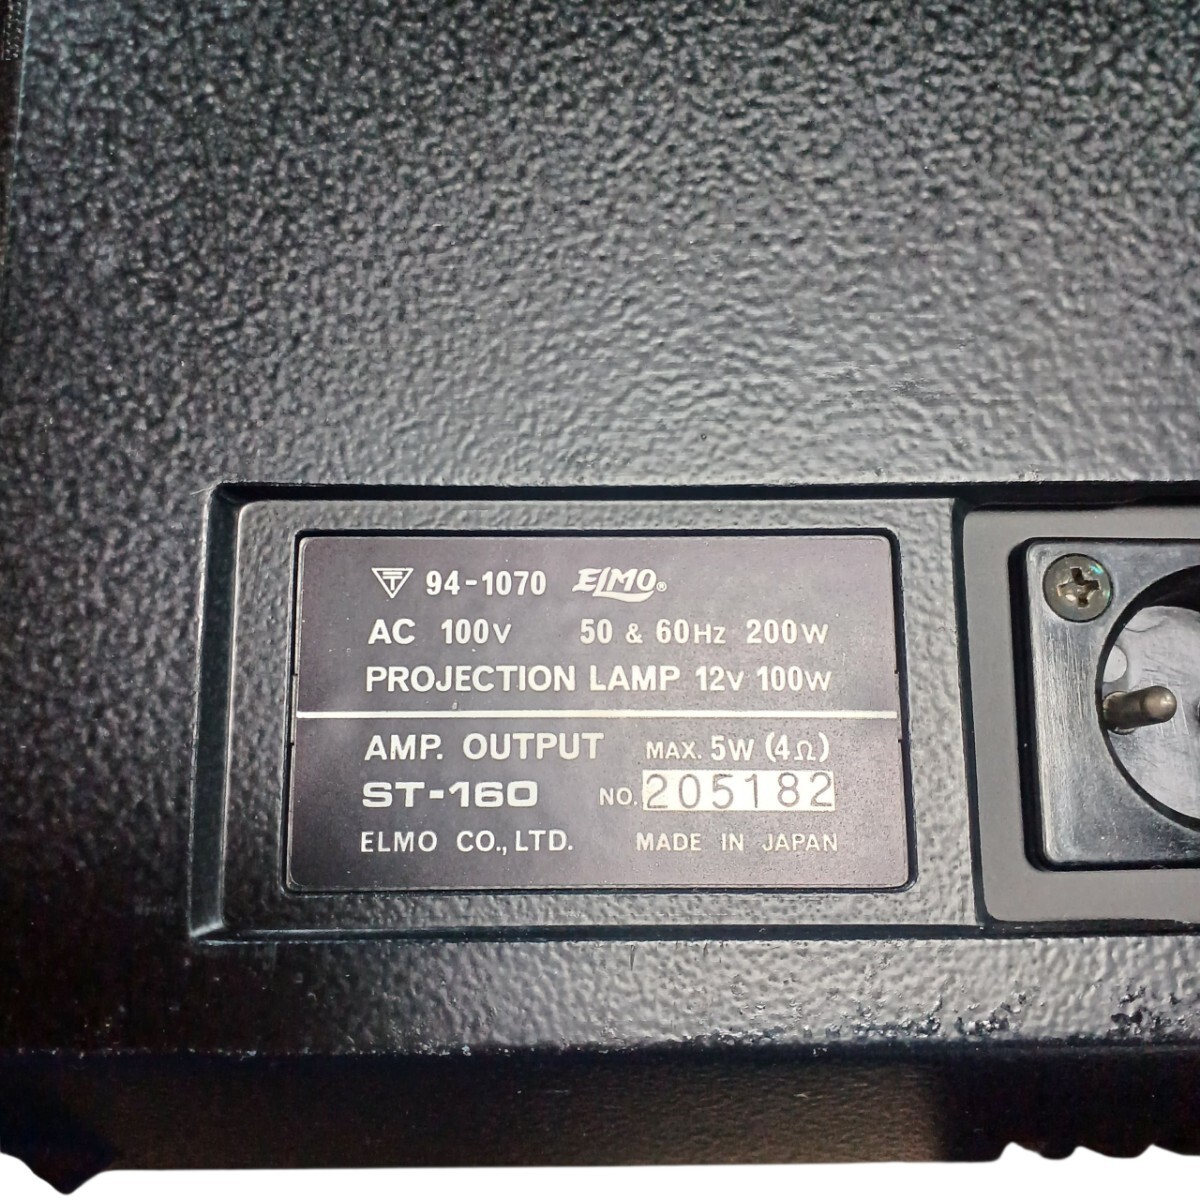 〒 94-1070 ELMO®
AC 100V 50 & 60Hz 200W
PROJECTION LAMP 12V 100W
AMP. OUTPUT MAX. 5W (4Ω)
ST-160 NO. 205182
ELMO CO., LTD. MADE IN JAPAN